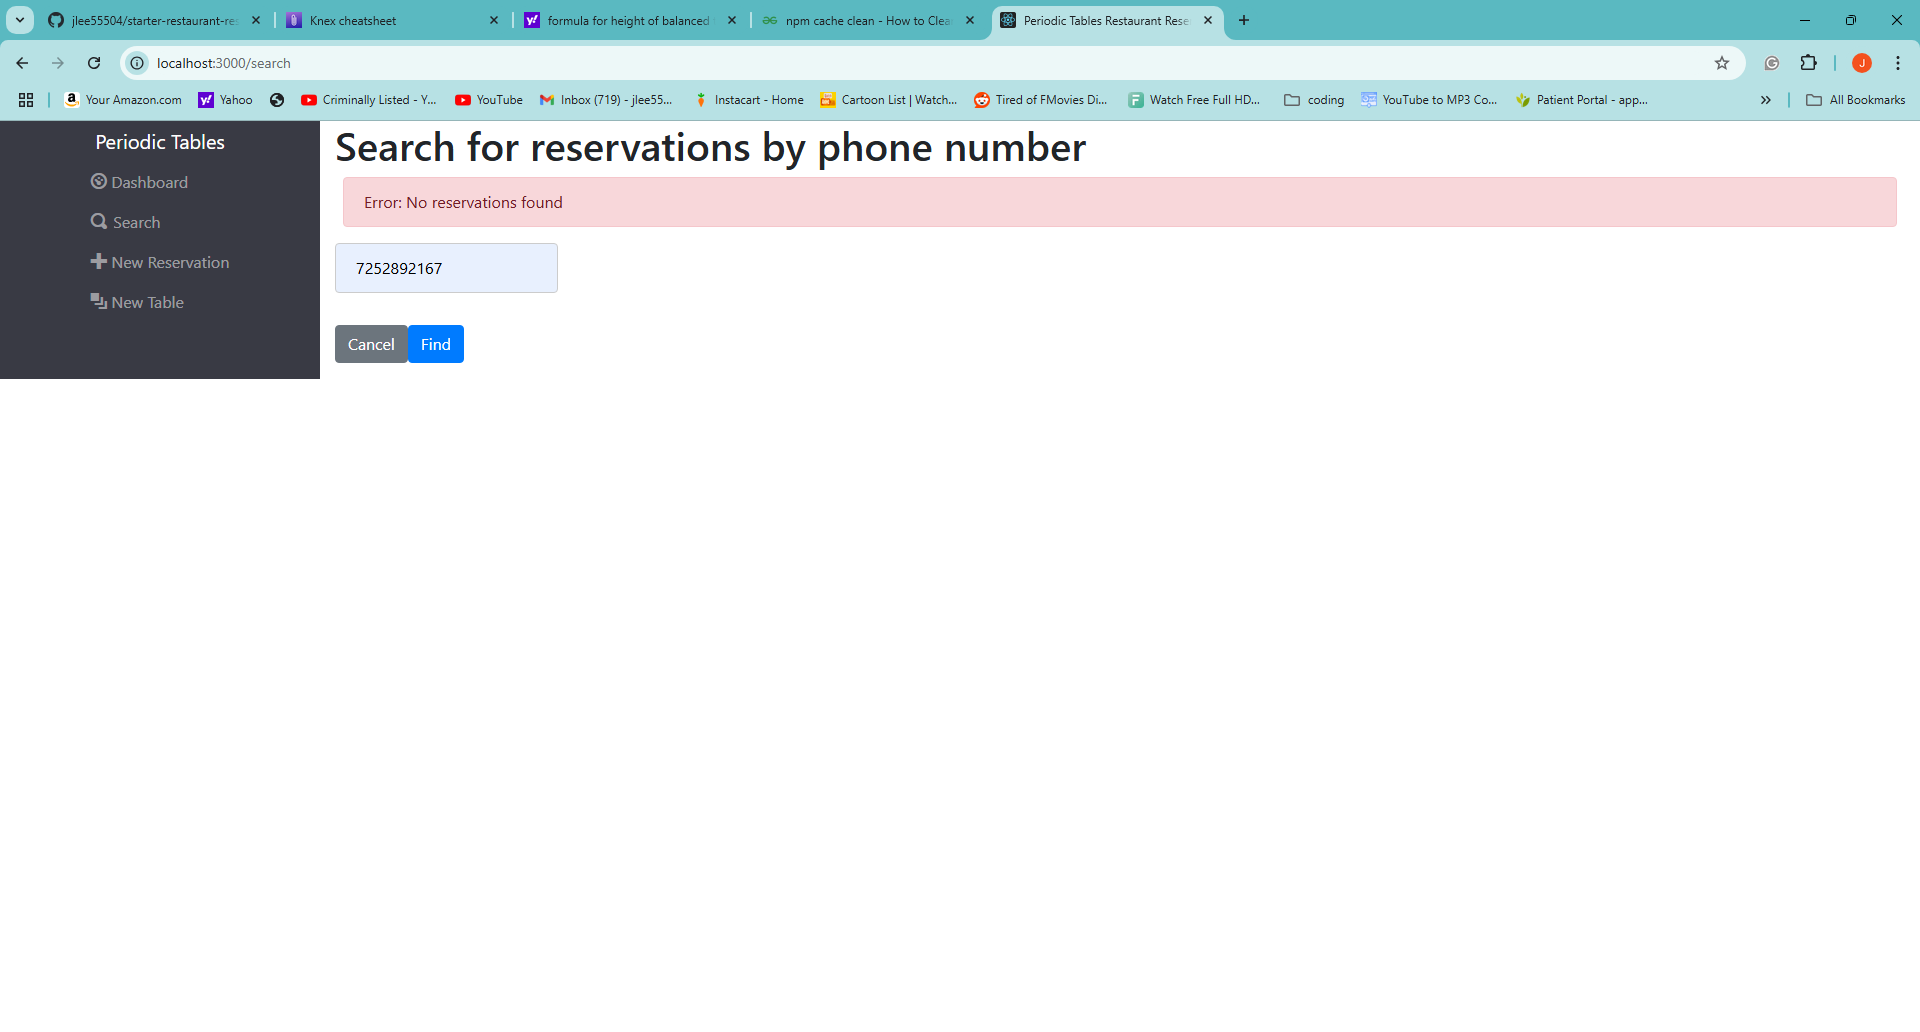 jlee55504/starter-restaurant-res
Knex cheatsheet
formula for height of balanced
npm cache clean - How to Clea
Periodic Tables Restaurant Rese
localhost:3000/search
J
Your Amazon.com
Yahoo
Criminally Listed - Y...
YouTube
Inbox (719) - jlee55...
Instacart - Home
Cartoon List | Watch...
Tired of FMovies Di...
Watch Free Full HD...
coding
YouTube to MP3 Co...
Patient Portal - app...
All Bookmarks
Periodic Tables
Dashboard
Search
New Reservation
New Table
Search for reservations by phone number
Error: No reservations found
7252892167
Cancel
Find